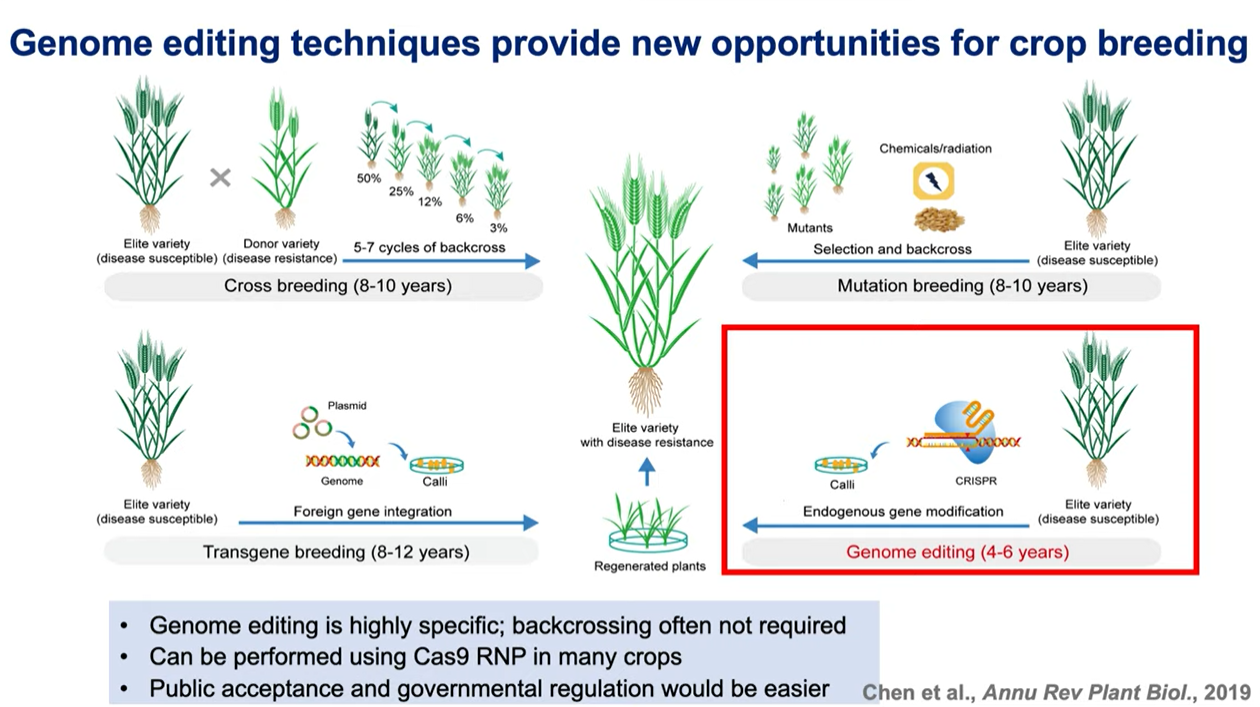 Genome editing techniques provide new opportunities for crop breeding
50%
25%
12%
6%
3%
Elite variety
(disease susceptible)
Donor variety
(disease resistance)
5-7 cycles of backcross
Cross breeding (8-10 years)
Mutants
Chemicals/radiation
Selection and backcross
Elite variety
(disease susceptible)
Mutation breeding (8-10 years)
Elite variety
with disease resistance
Regenerated plants
Elite variety
(disease susceptible)
Plasmid
Genome
Calli
Foreign gene integration
Transgene breeding (8-12 years)
Calli
CRISPR
Endogenous gene modification
Elite variety
(disease susceptible)
Genome editing (4-6 years)
• Genome editing is highly specific; backcrossing often not required
• Can be performed using Cas9 RNP in many crops
• Public acceptance and governmental regulation would be easier
Chen et al., Annu Rev Plant Biol., 2019